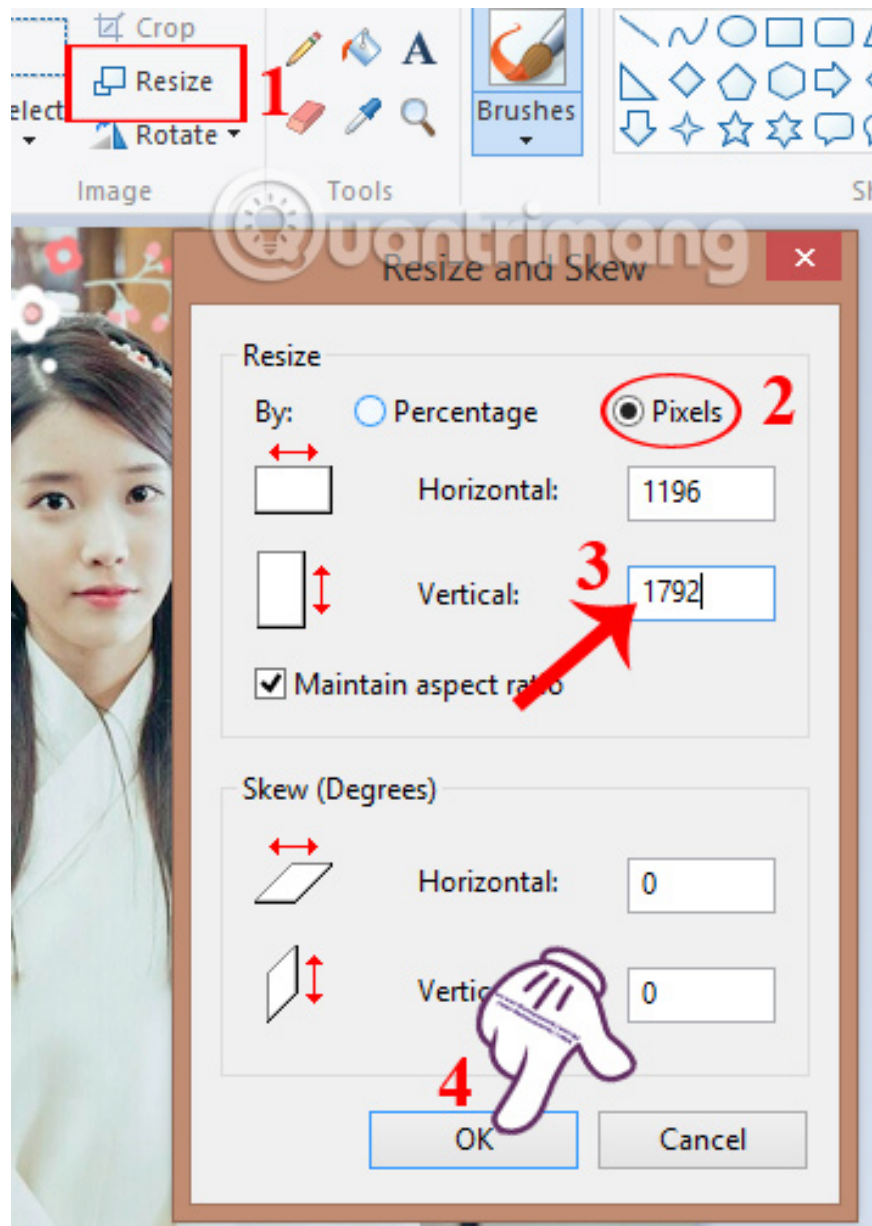 Crop
Resize
1
elect
Rotate
Brushes
Image
Tools
Quantrimang
Resize and Skew
Resize
By:
Percentage
Pixels
2
Horizontal:
1196
3
Vertical:
1792
Maintain aspect ratio
Skew (Degrees)
Horizontal:
0
0
4
OK
Cancel